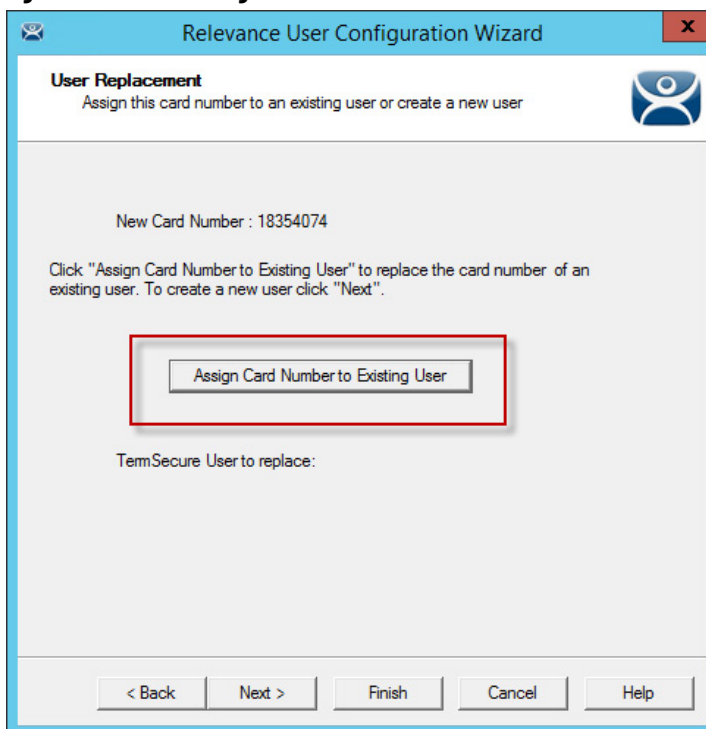 Relevance User Configuration Wizard
x
User Replacement
Assign this card number to an existing user or create a new user
New Card Number : 18354074
Click "Assign Card Number to Existing User" to replace the card number of an
existing user. To create a new user click "Next".
Assign Card Number to Existing User
TermSecure User to replace:
< Back Next > Finish Cancel Help